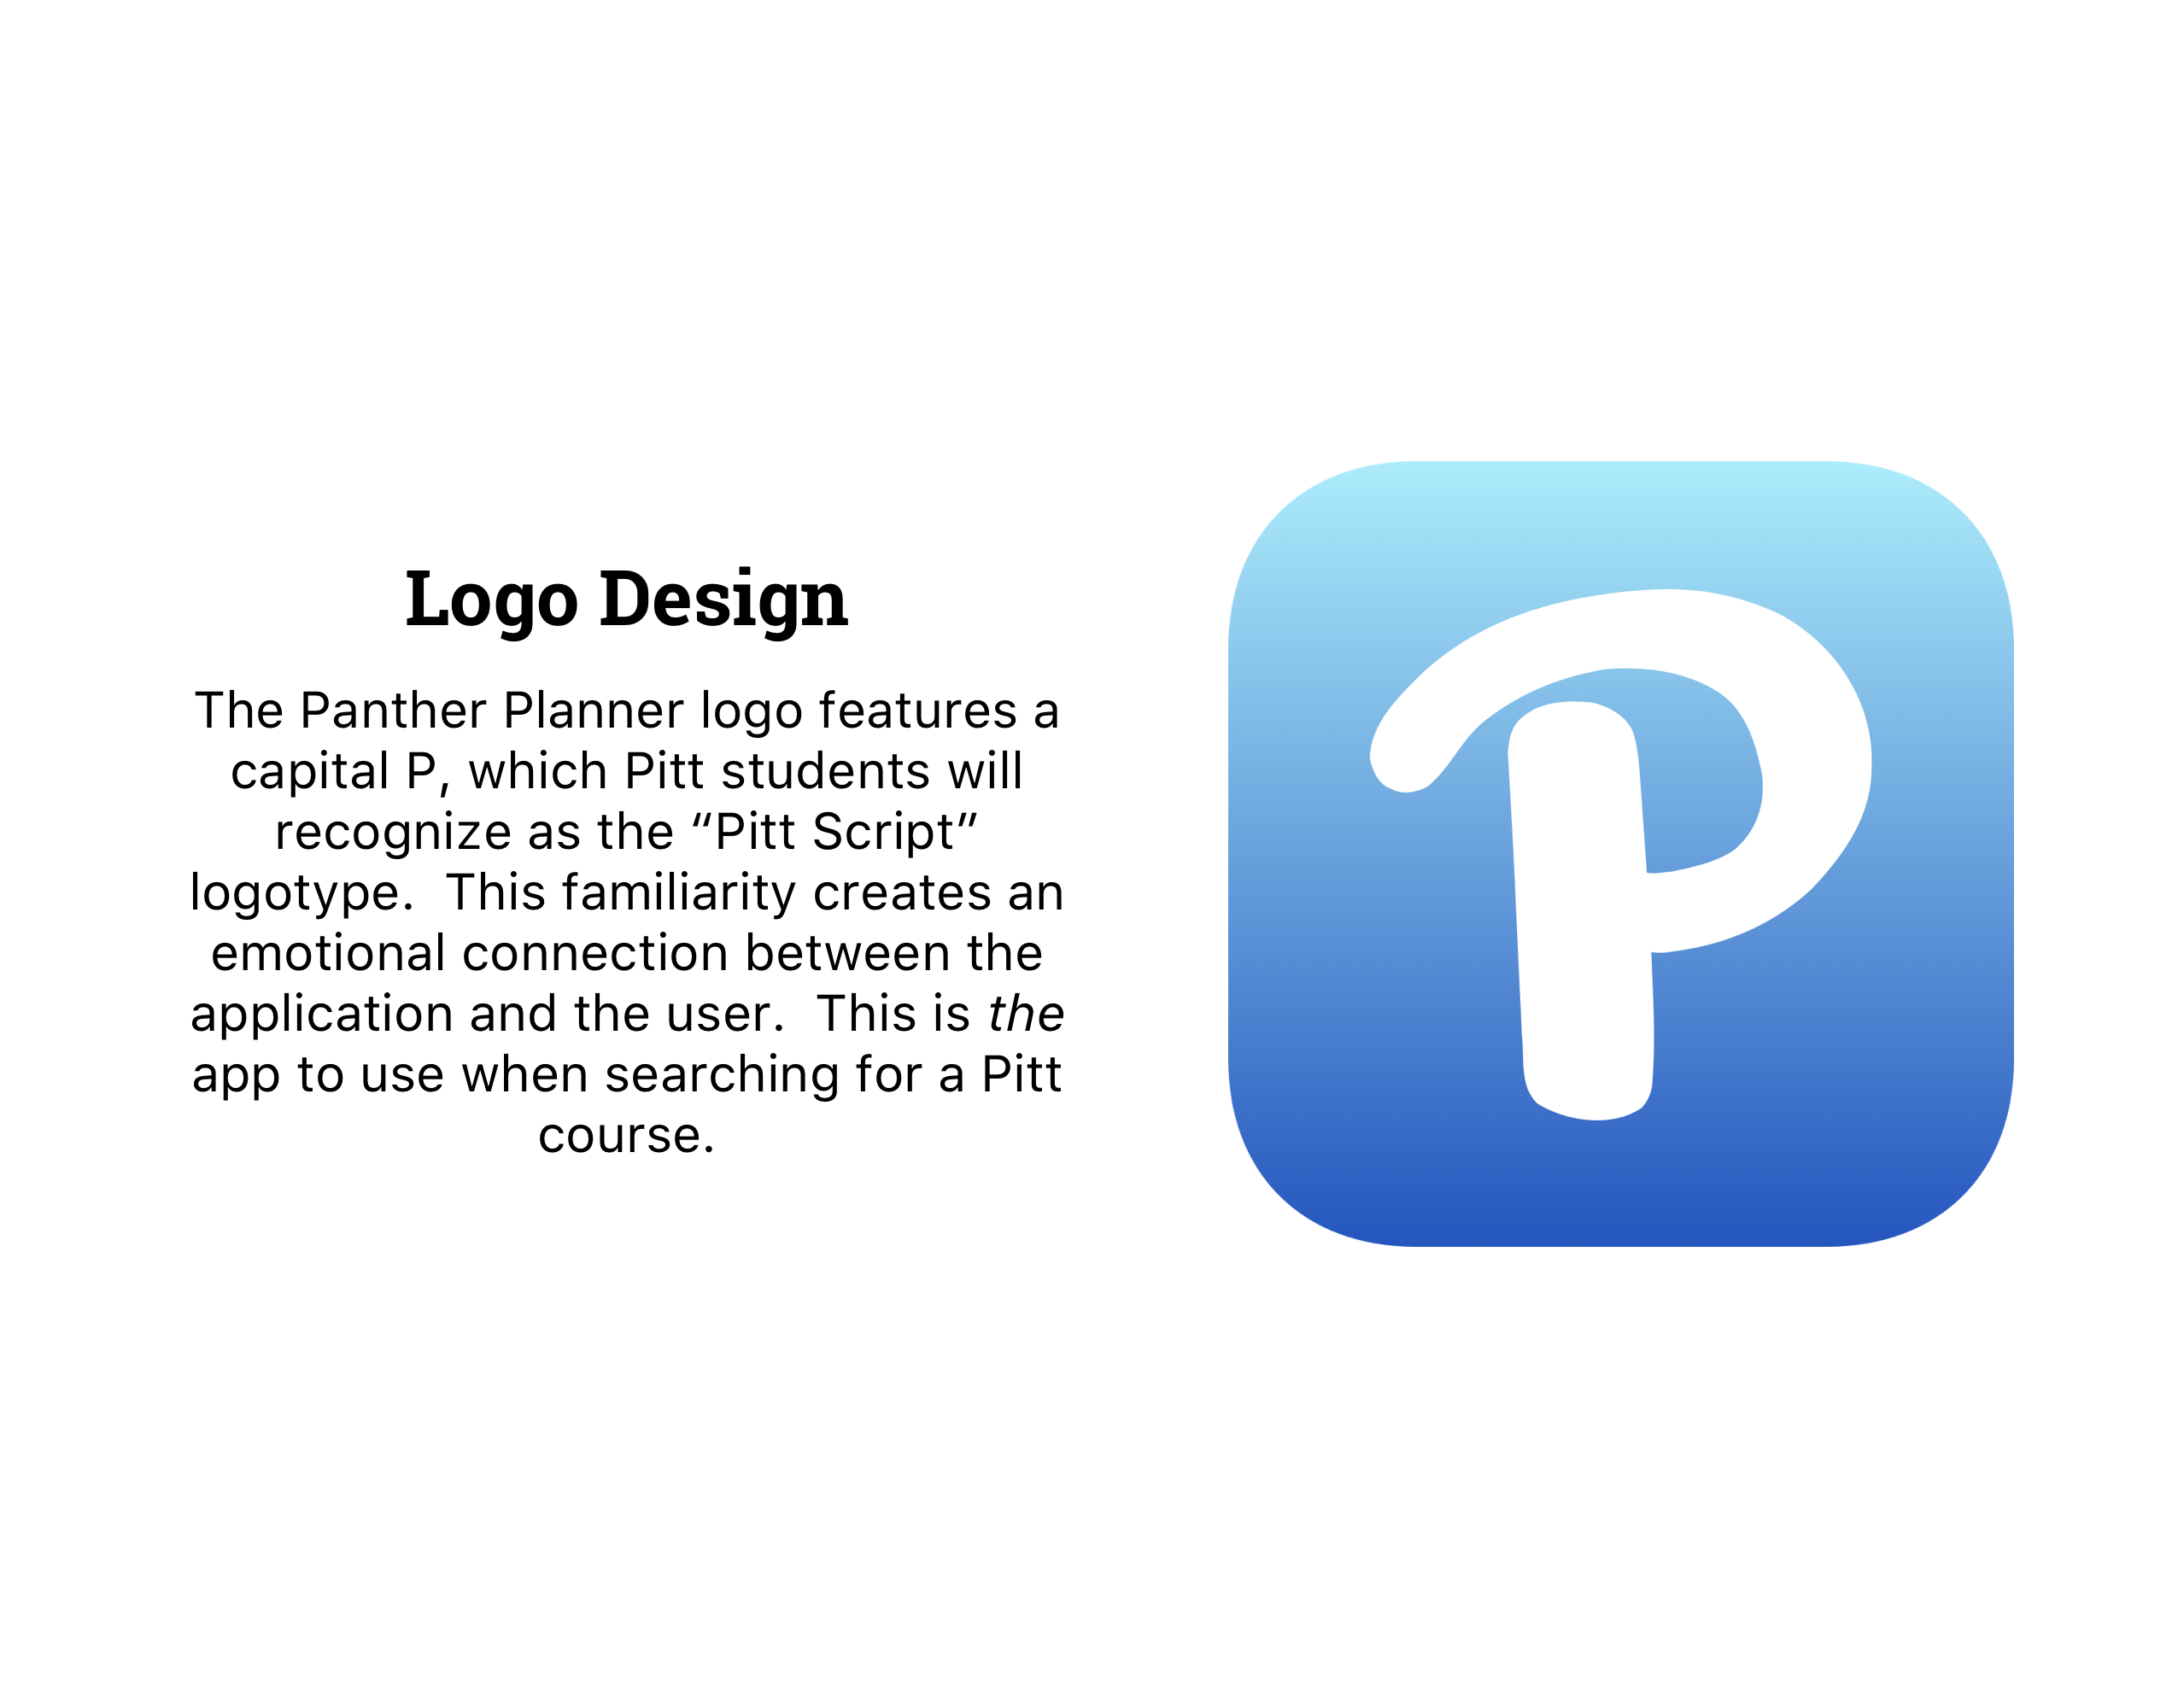 Logo Design
The Panther Planner logo features a
capital P, which Pitt students will
recognize as the “Pitt Script”
logotype.  This familiarity creates an
emotional connection between the
application and the user.  This is the
app to use when searching for a Pitt
course.
P